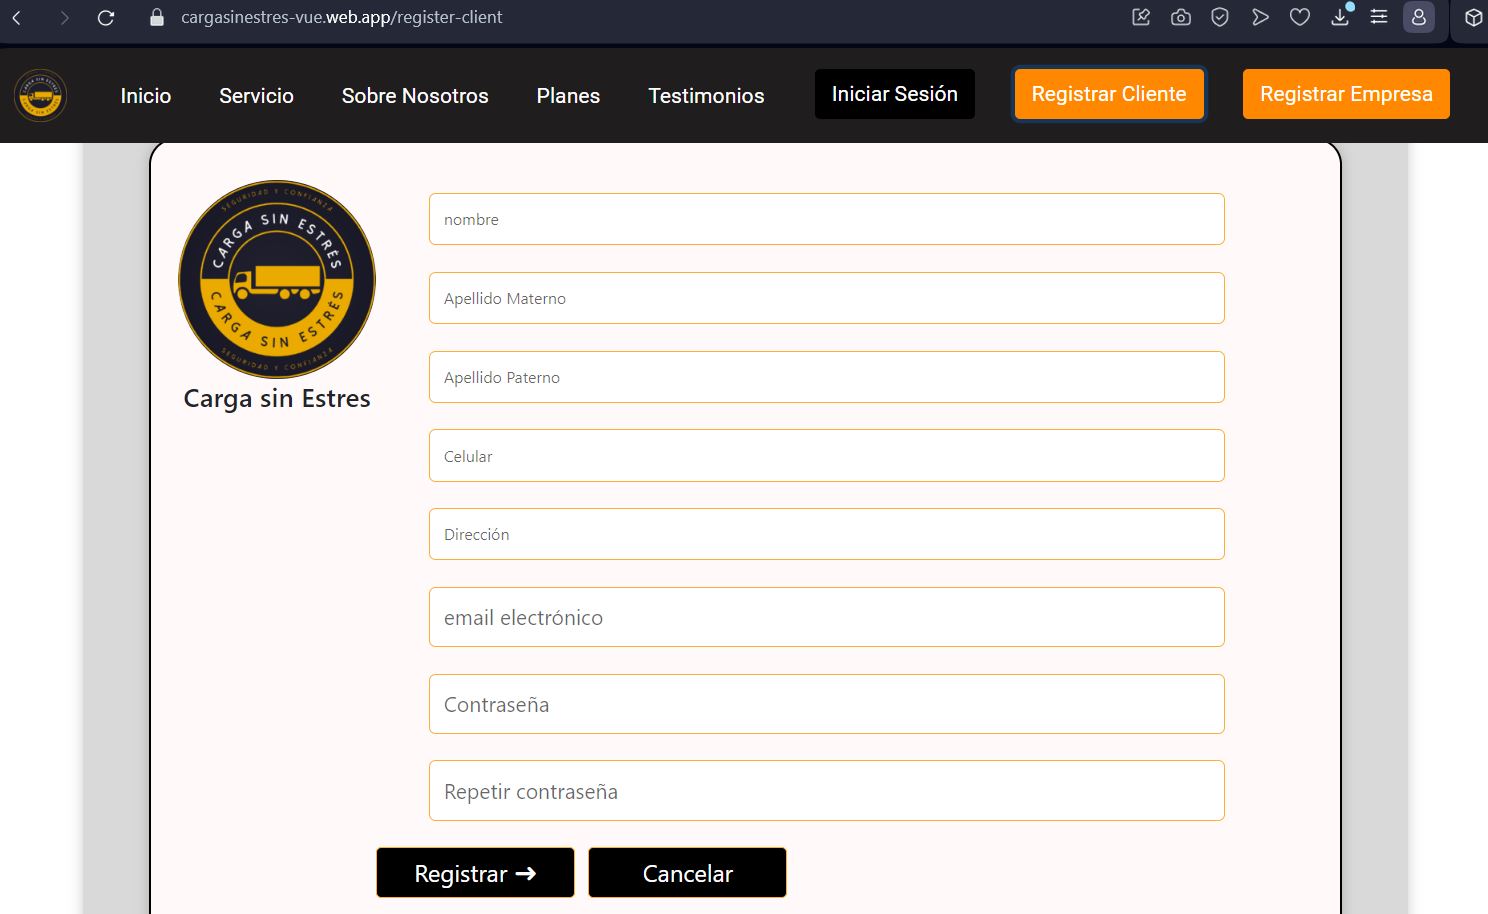 cargasinestres-vue.web.app/register-client
Inicio Servicio Sobre Nosotros Planes Testimonios Iniciar Sesión Registrar Cliente Registrar Empresa
SEGURIDAD Y CONFIANZA
CARGA SIN ESTRÉS
CARGA SIN ESTRÉS
SEGURIDAD Y CONFIANZA
Carga sin Estres
nombre
Apellido Materno
Apellido Paterno
Celular
Dirección
email electrónico
Contraseña
Repetir contraseña
Registrar → Cancelar